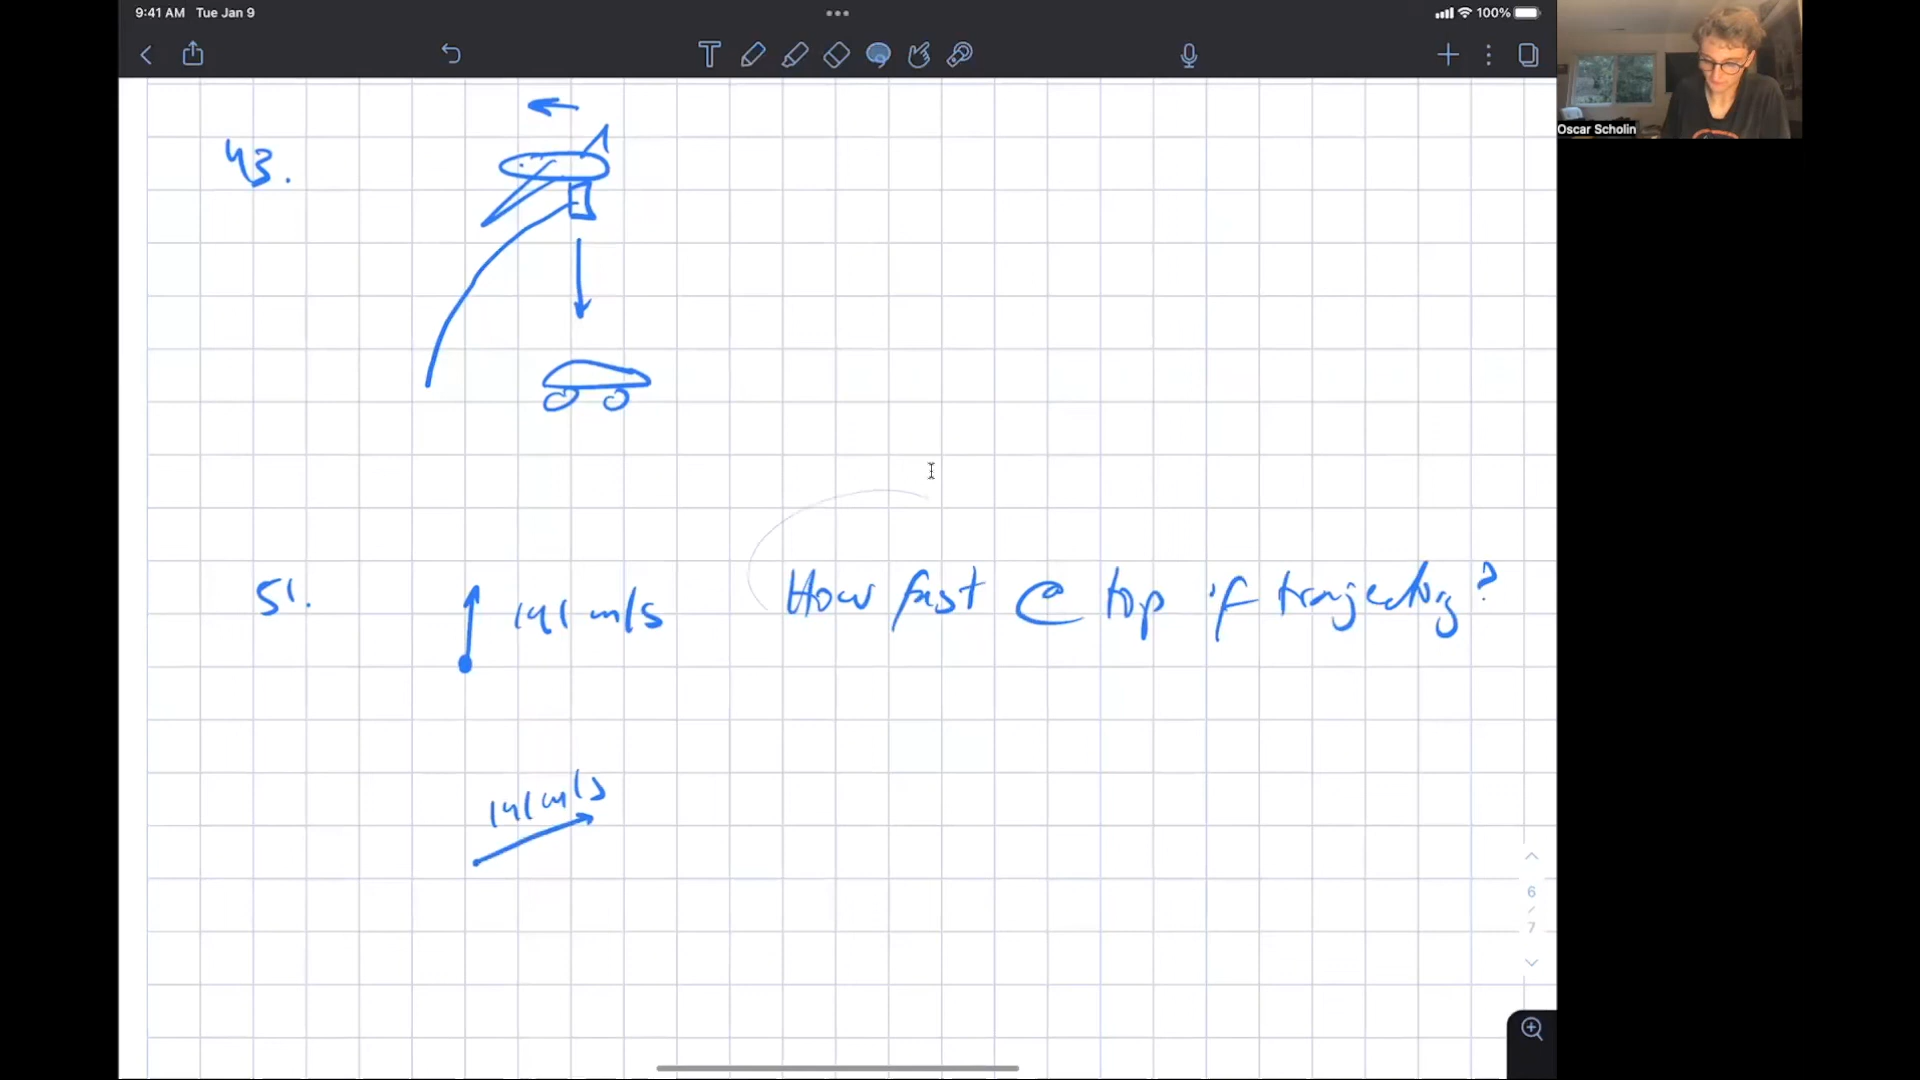 9:41 AM Tue Jan 9
100%
Oscar Scholin
43.
51. 141 m/s How fast @ top if trajectory?
141 m/s
6
7